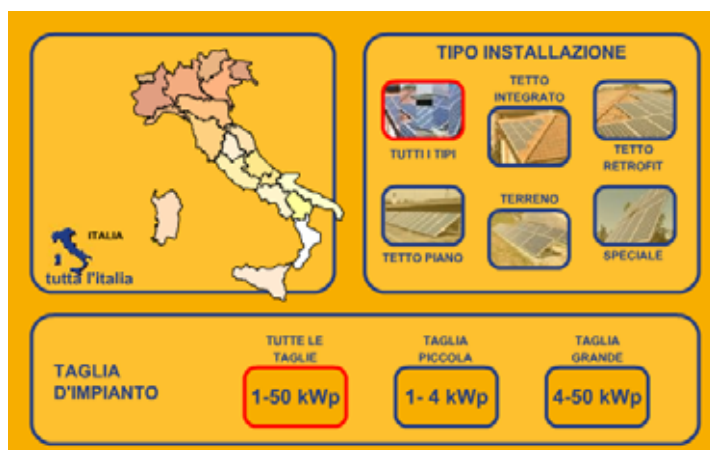 ITALIA
tutta l'italia
TIPO INSTALLAZIONE
TUTTI I TIPI
TETTO
INTEGRATO
TETTO
RETROFIT
TETTO PIANO
TERRENO
SPECIALE
TAGLIA
D'IMPIANTO
TUTTE LE
TAGLIE
1-50 kWp
TAGLIA
PICCOLA
1- 4 kWp
TAGLIA
GRANDE
4-50 kWp